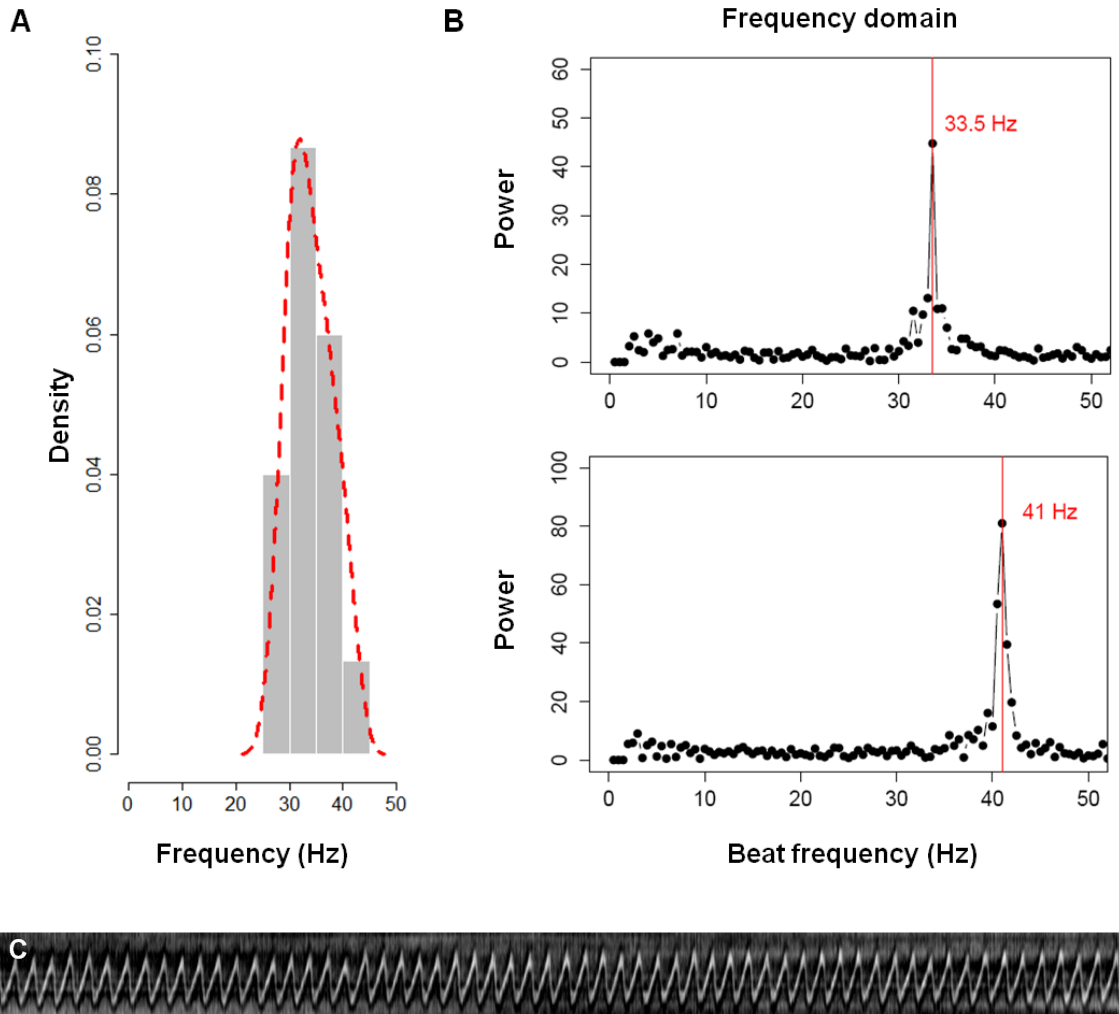 A
0.10
0.08
0.06
0.04
0.02
0.00
Density
0 10 20 30 40 50
Frequency (Hz)
B
Frequency domain
60
50
40
30
20
10
0
Power
33.5 Hz
0 10 20 30 40 50
100
80
60
40
20
0
Power
41 Hz
0 10 20 30 40 50
Beat frequency (Hz)
C